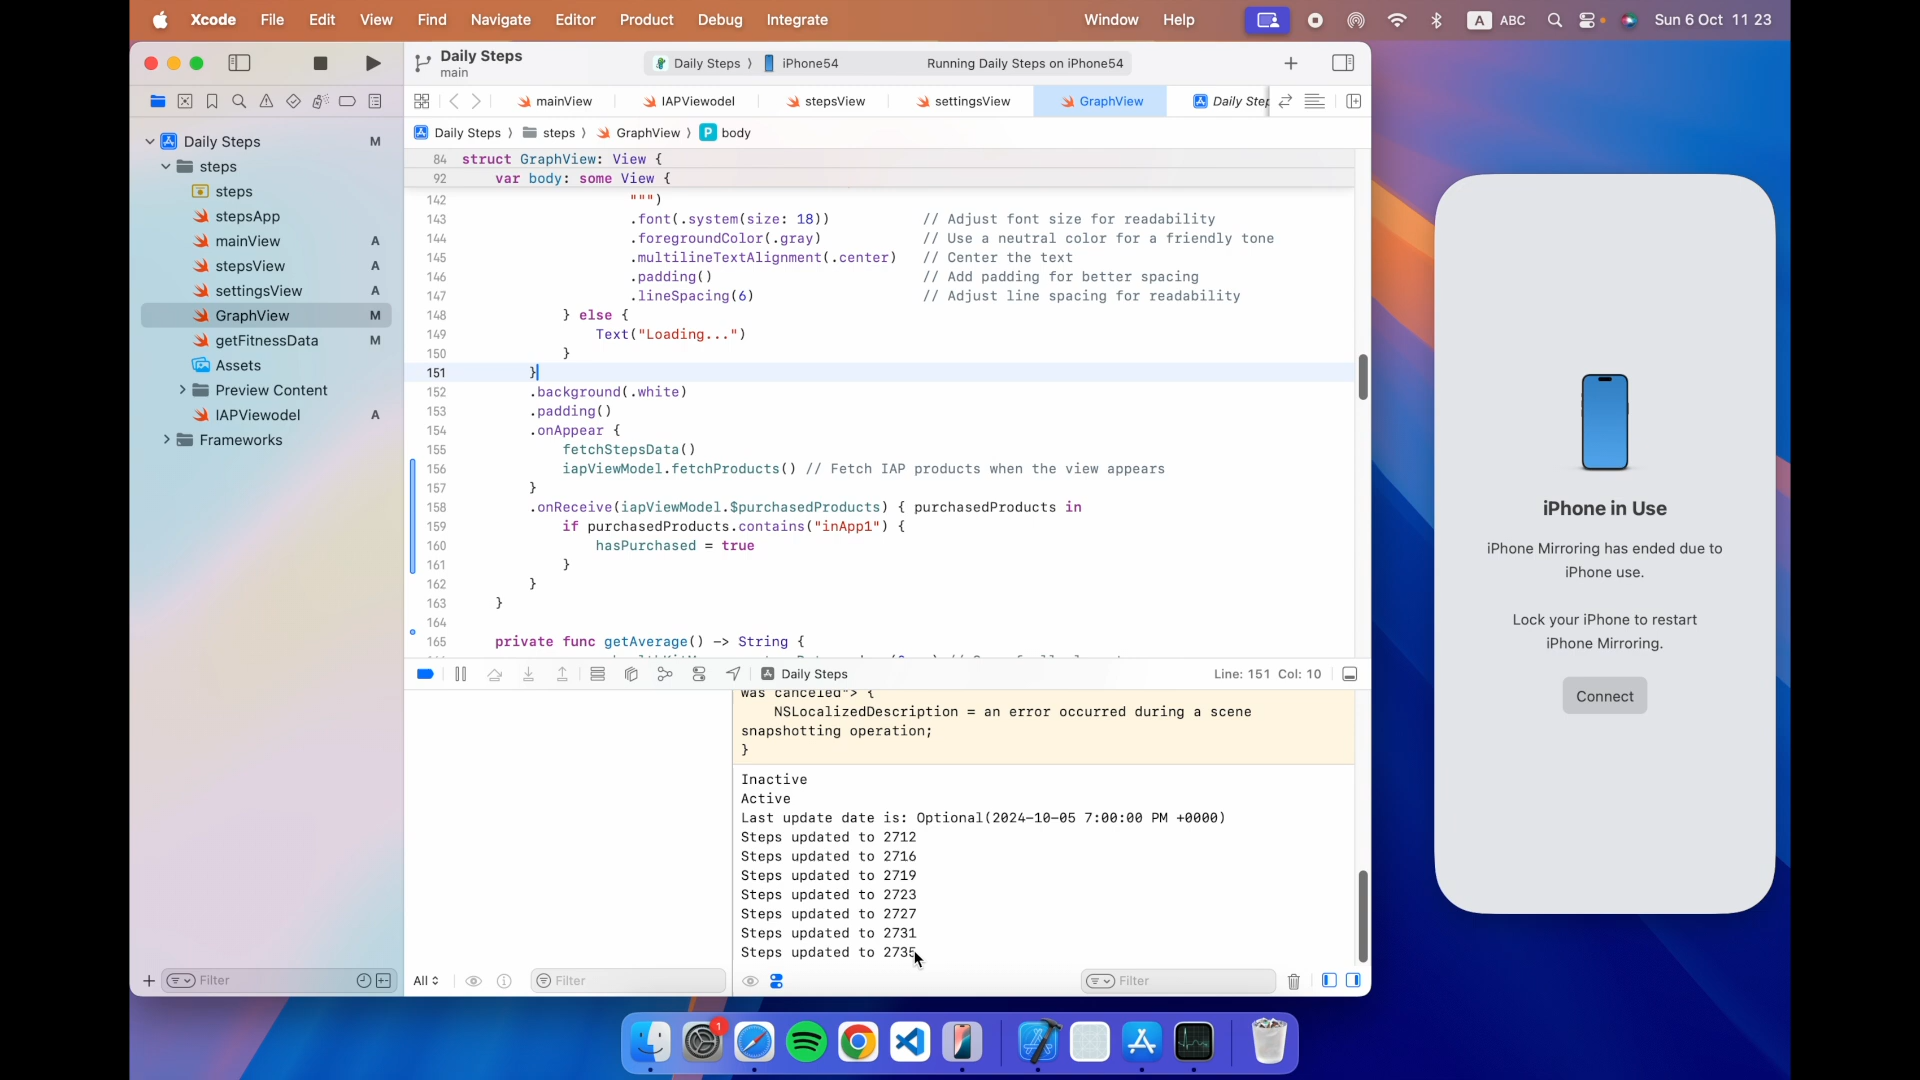 Xcode File Edit View Find Navigate Editor Product Debug Integrate Window Help A ABC Sun 6 Oct 11 23
Daily Steps
main
Daily Steps iPhone54 Running Daily Steps on iPhone54
mainView IAPViewodel stepsView settingsView GraphView Daily Step
Daily Steps steps GraphView P body
Daily Steps M
steps
steps
stepsApp
mainView A
stepsView A
settingsView A
GraphView M
getFitnessData M
Assets
Preview Content
IAPViewodel A
Frameworks
Filter
84 struct GraphView: View {
92 var body: some View {
142 """)
143 .font(.system(size: 18)) // Adjust font size for readability
144 .foregroundColor(.gray) // Use a neutral color for a friendly tone
145 .multilineTextAlignment(.center) // Center the text
146 .padding() // Add padding for better spacing
147 .lineSpacing(6) // Adjust line spacing for readability
148 } else {
149 Text("Loading...")
150 }
151 }
152 .background(.white)
153 .padding()
154 .onAppear {
155 fetchStepsData()
156 iapViewModel.fetchProducts() // Fetch IAP products when the view appears
157 }
158 .onReceive(iapViewModel.$purchasedProducts) { purchasedProducts in
159 if purchasedProducts.contains("inApp1") {
160 hasPurchased = true
161 }
162 }
163 }
164
165 private func getAverage() -> String {
Daily Steps Line: 151 Col: 10
was canceled"> {
NSLocalizedDescription = an error occurred during a scene
snapshotting operation;
}
Inactive
Active
Last update date is: Optional(2024-10-05 7:00:00 PM +0000)
Steps updated to 2712
Steps updated to 2716
Steps updated to 2719
Steps updated to 2723
Steps updated to 2727
Steps updated to 2731
Steps updated to 2735
All Filter Filter
iPhone in Use
iPhone Mirroring has ended due to
iPhone use.
Lock your iPhone to restart
iPhone Mirroring.
Connect
1